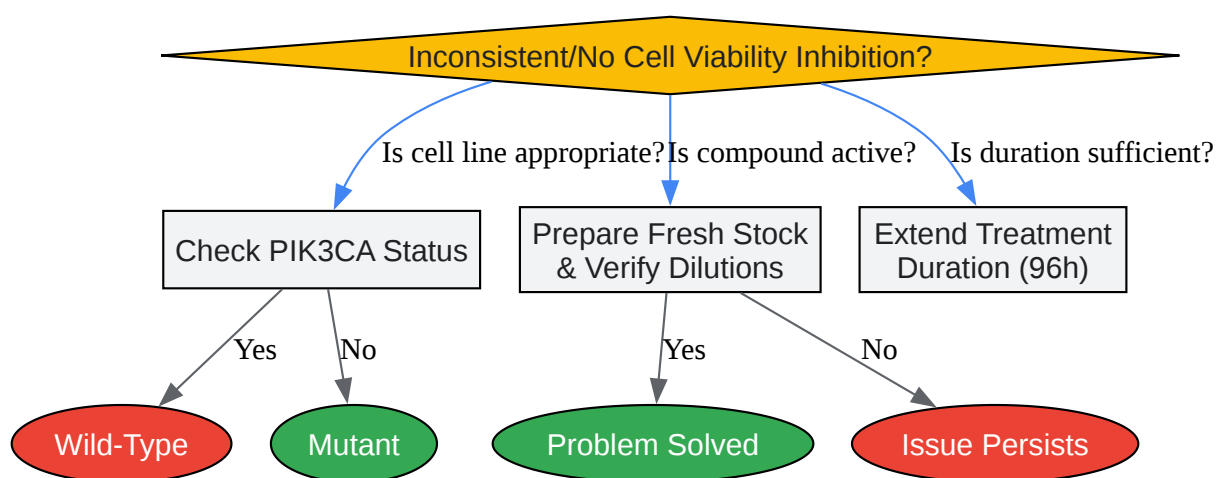 Inconsistent/No Cell Viability Inhibition?
Is cell line appropriate?
Is compound active?
Is duration sufficient?
Check PIK3CA Status
Prepare Fresh Stock
& Verify Dilutions
Extend Treatment
Duration (96h)
Yes
No
Yes
No
Wild-Type
Mutant
Problem Solved
Issue Persists